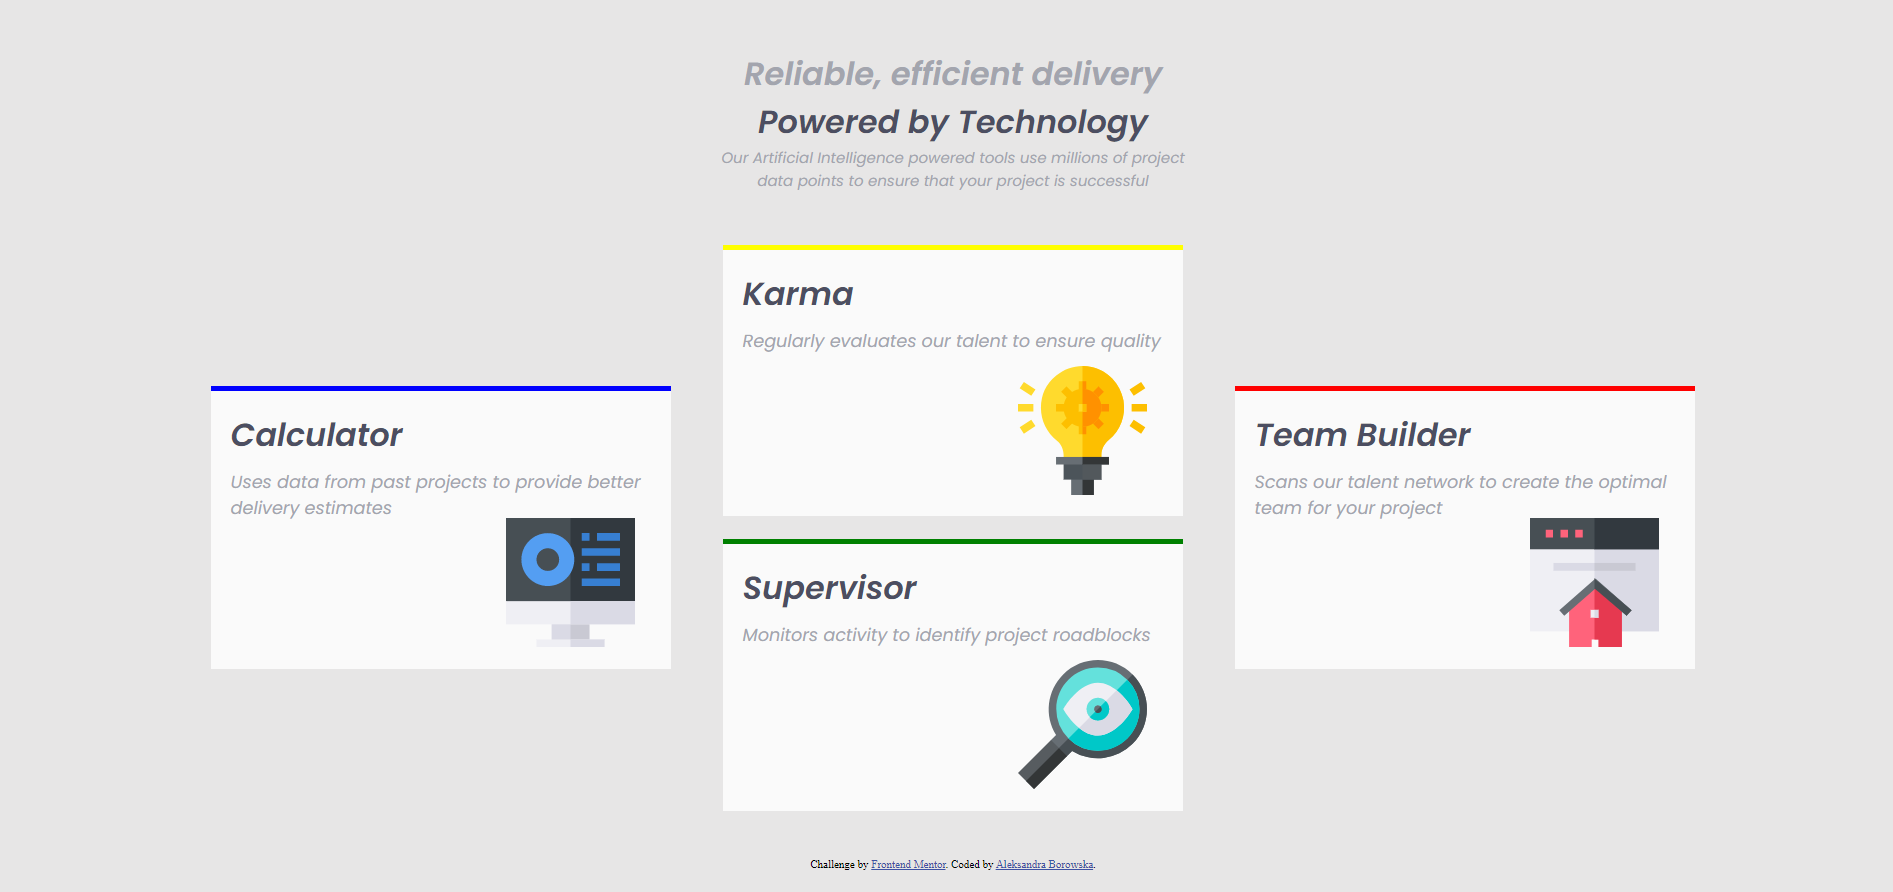 Reliable, efficient delivery
Powered by Technology
Our Artificial Intelligence powered tools use millions of project
data points to ensure that your project is successful
Karma
Regularly evaluates our talent to ensure quality
Calculator
Uses data from past projects to provide better
delivery estimates
Team Builder
Scans our talent network to create the optimal
team for your project
Supervisor
Monitors activity to identify project roadblocks
Challenge by Frontend Mentor. Coded by Aleksandra Borowska.